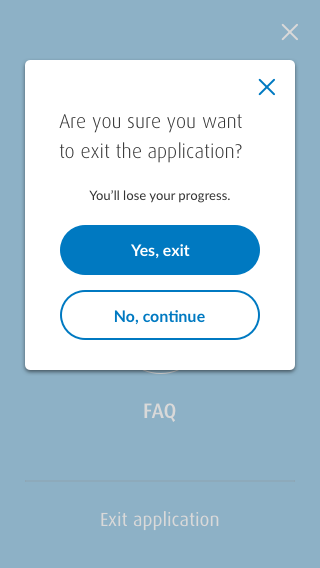 Are you sure you want
to exit the application?
You’ll lose your progress.
Yes, exit
No, continue
FAQ
Exit application